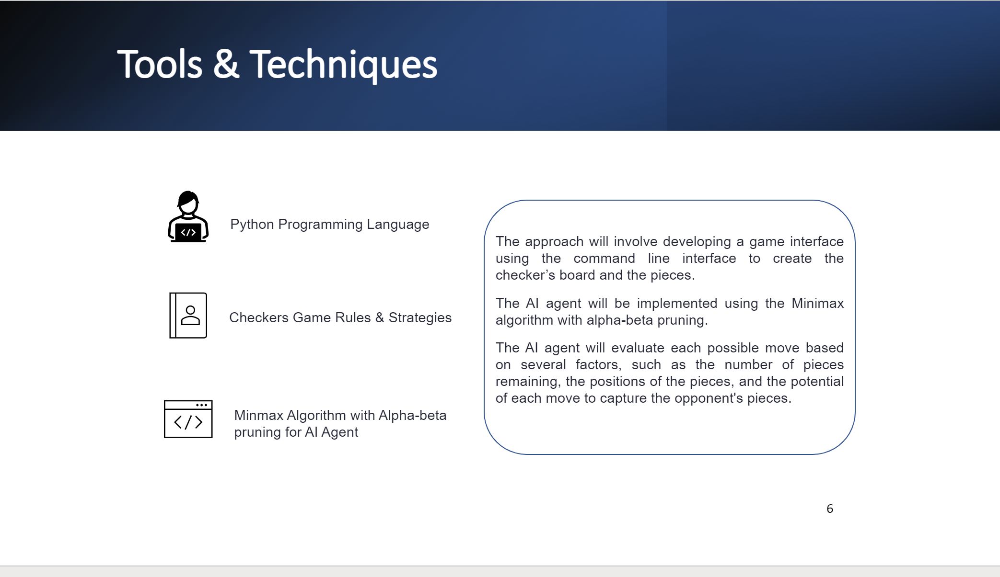 Tools & Techniques
Python Programming Language
Checkers Game Rules & Strategies
Minmax Algorithm with Alpha-beta
pruning for AI Agent
The approach will involve developing a game interface
using the command line interface to create the
checker’s board and the pieces.
The AI agent will be implemented using the Minimax
algorithm with alpha-beta pruning.
The AI agent will evaluate each possible move based
on several factors, such as the number of pieces
remaining, the positions of the pieces, and the potential
of each move to capture the opponent's pieces.
6